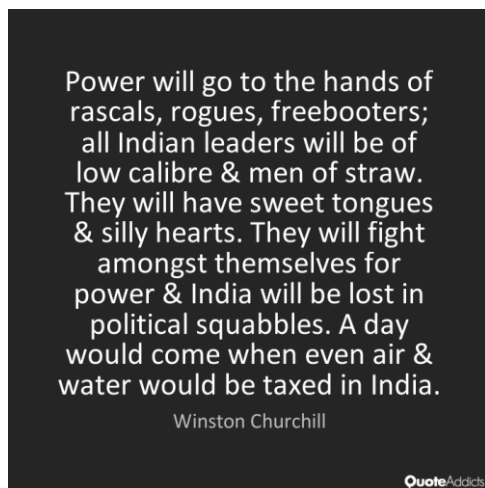 Power will go to the hands of
rascals, rogues, freebooters;
all Indian leaders will be of
low calibre & men of straw.
They will have sweet tongues
& silly hearts. They will fight
amongst themselves for
power & India will be lost in
political squabbles. A day
would come when even air &
water would be taxed in India.
Winston Churchill
QuoteAddicts